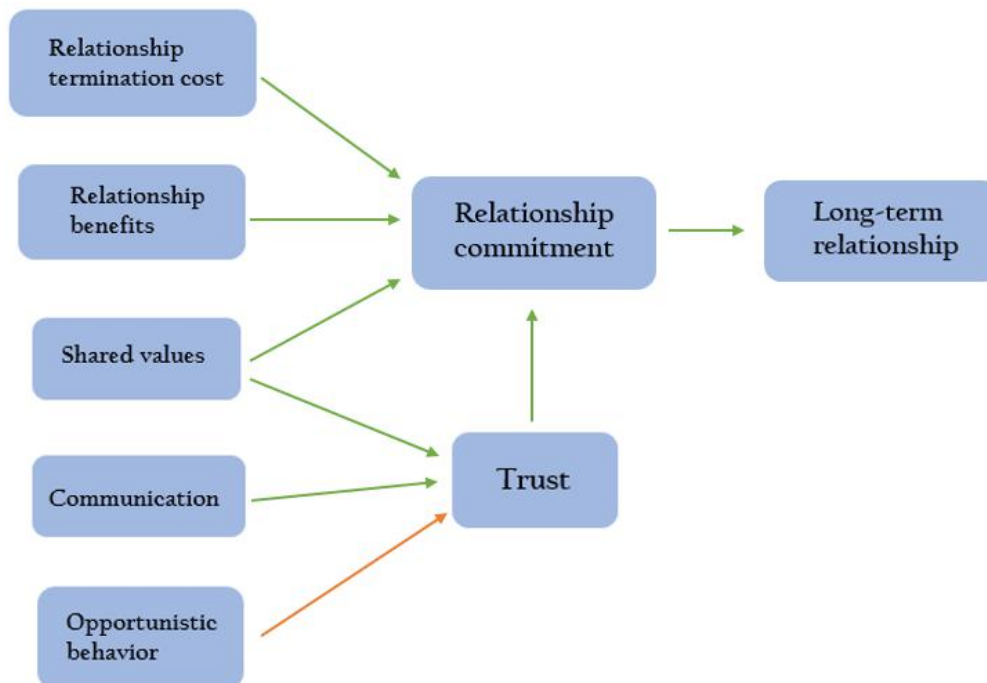 Relationship
termination cost
Relationship
benefits
Relationship
commitment
Long-term
relationship
Shared values
Trust
Communication
Opportunistic
behavior